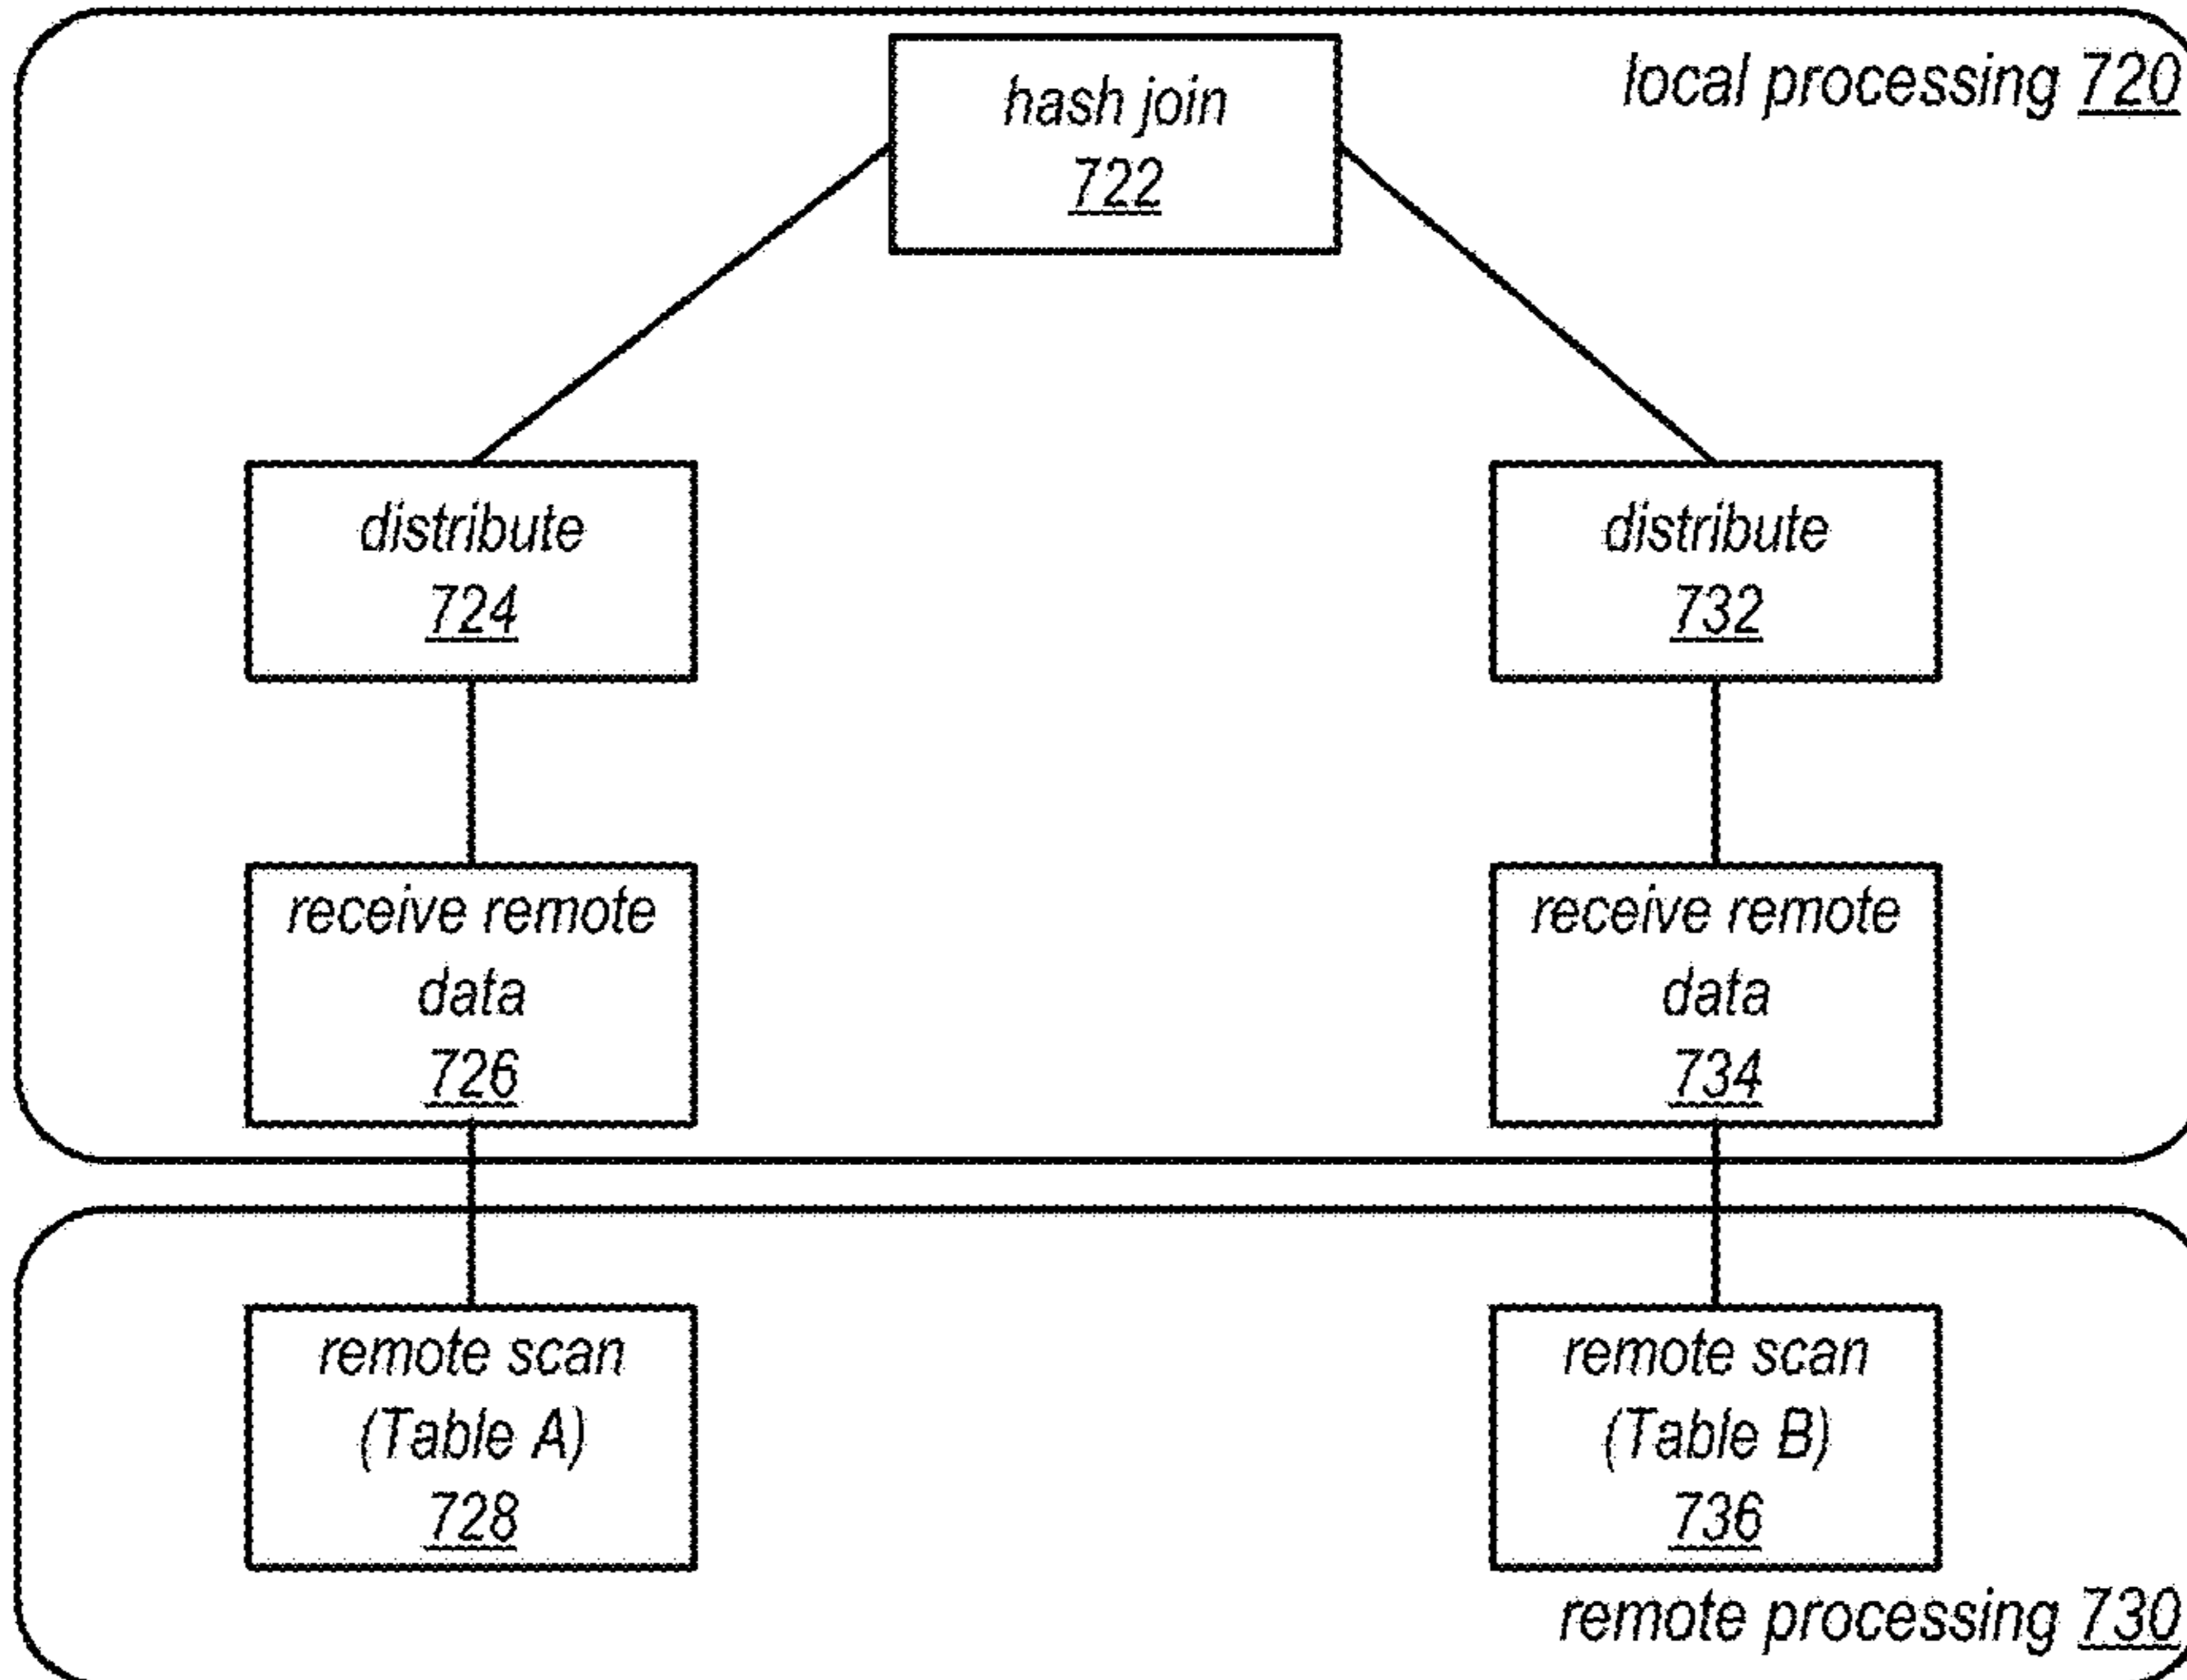 local processing 720
hash join
722
distribute
724
distribute
732
receive remote
data
726
receive remote
data
734
remote scan
(Table A)
728
remote scan
(Table B)
736
remote processing 730